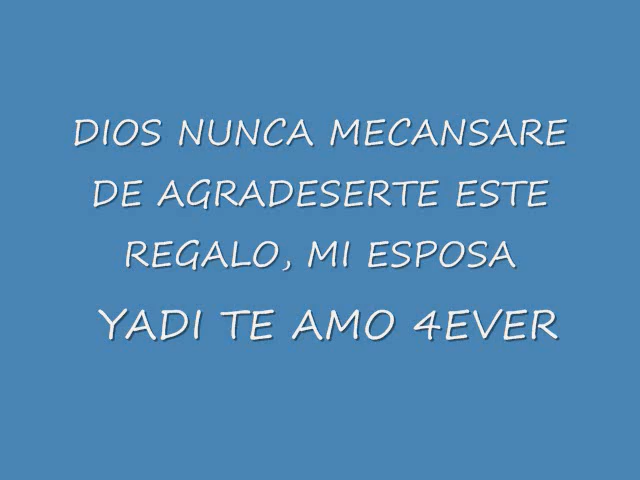 DIOS NUNCA MECANSARE
DE AGRADESERTE ESTE
REGALO, MI ESPOSA
YADI TE AMO 4EVER